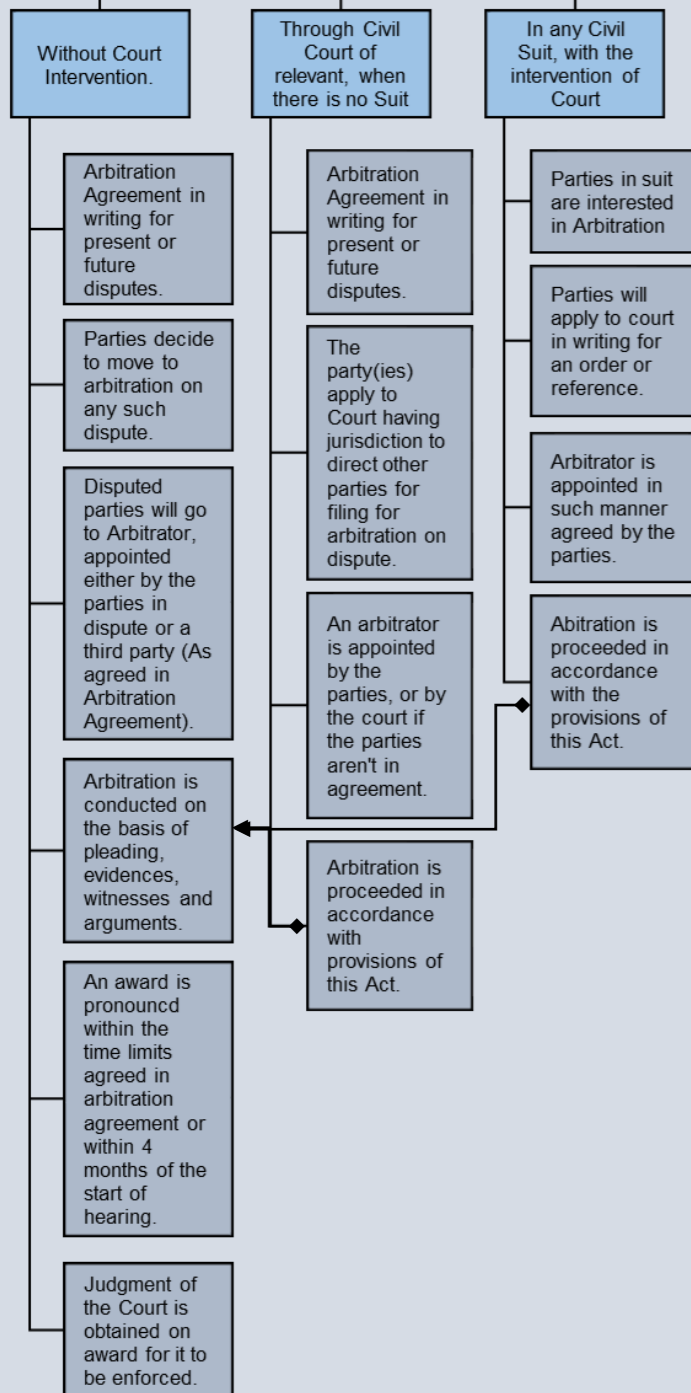 Without Court
Intervention.
Arbitration
Agreement in
writing for
present or
future
disputes.
Parties decide
to move to
arbitration on
any such
dispute.
Disputed
parties will go
to Arbitrator,
appointed
either by the
parties in
dispute or a
third party (As
agreed in
Arbitration
Agreement).
Arbitration is
conducted on
the basis of
pleading,
evidences,
witnesses and
arguments.
An award is
pronouncd
within the
time limits
agreed in
arbitration
agreement or
within 4
months of the
start of
hearing.
Judgment of
the Court is
obtained on
award for it to
be enforced.
Through Civil
Court of
relevant, when
there is no Suit
Arbitration
Agreement in
writing for
present or
future
disputes.
The
party(ies)
apply to
Court having
jurisdiction to
direct other
parties for
filing for
arbitration on
dispute.
An arbitrator
is appointed
by the
parties, or by
the court if
the parties
aren't in
agreement.
Arbitration is
proceeded in
accordance
with
provisions of
this Act.
In any Civil
Suit, with the
intervention of
Court
Parties in suit
are interested
in Arbitration
Parties will
apply to court
in writing for
an order or
reference.
Arbitrator is
appointed in
such manner
agreed by the
parties.
Abitration is
proceeded in
accordance
with the
provisions of
this Act.